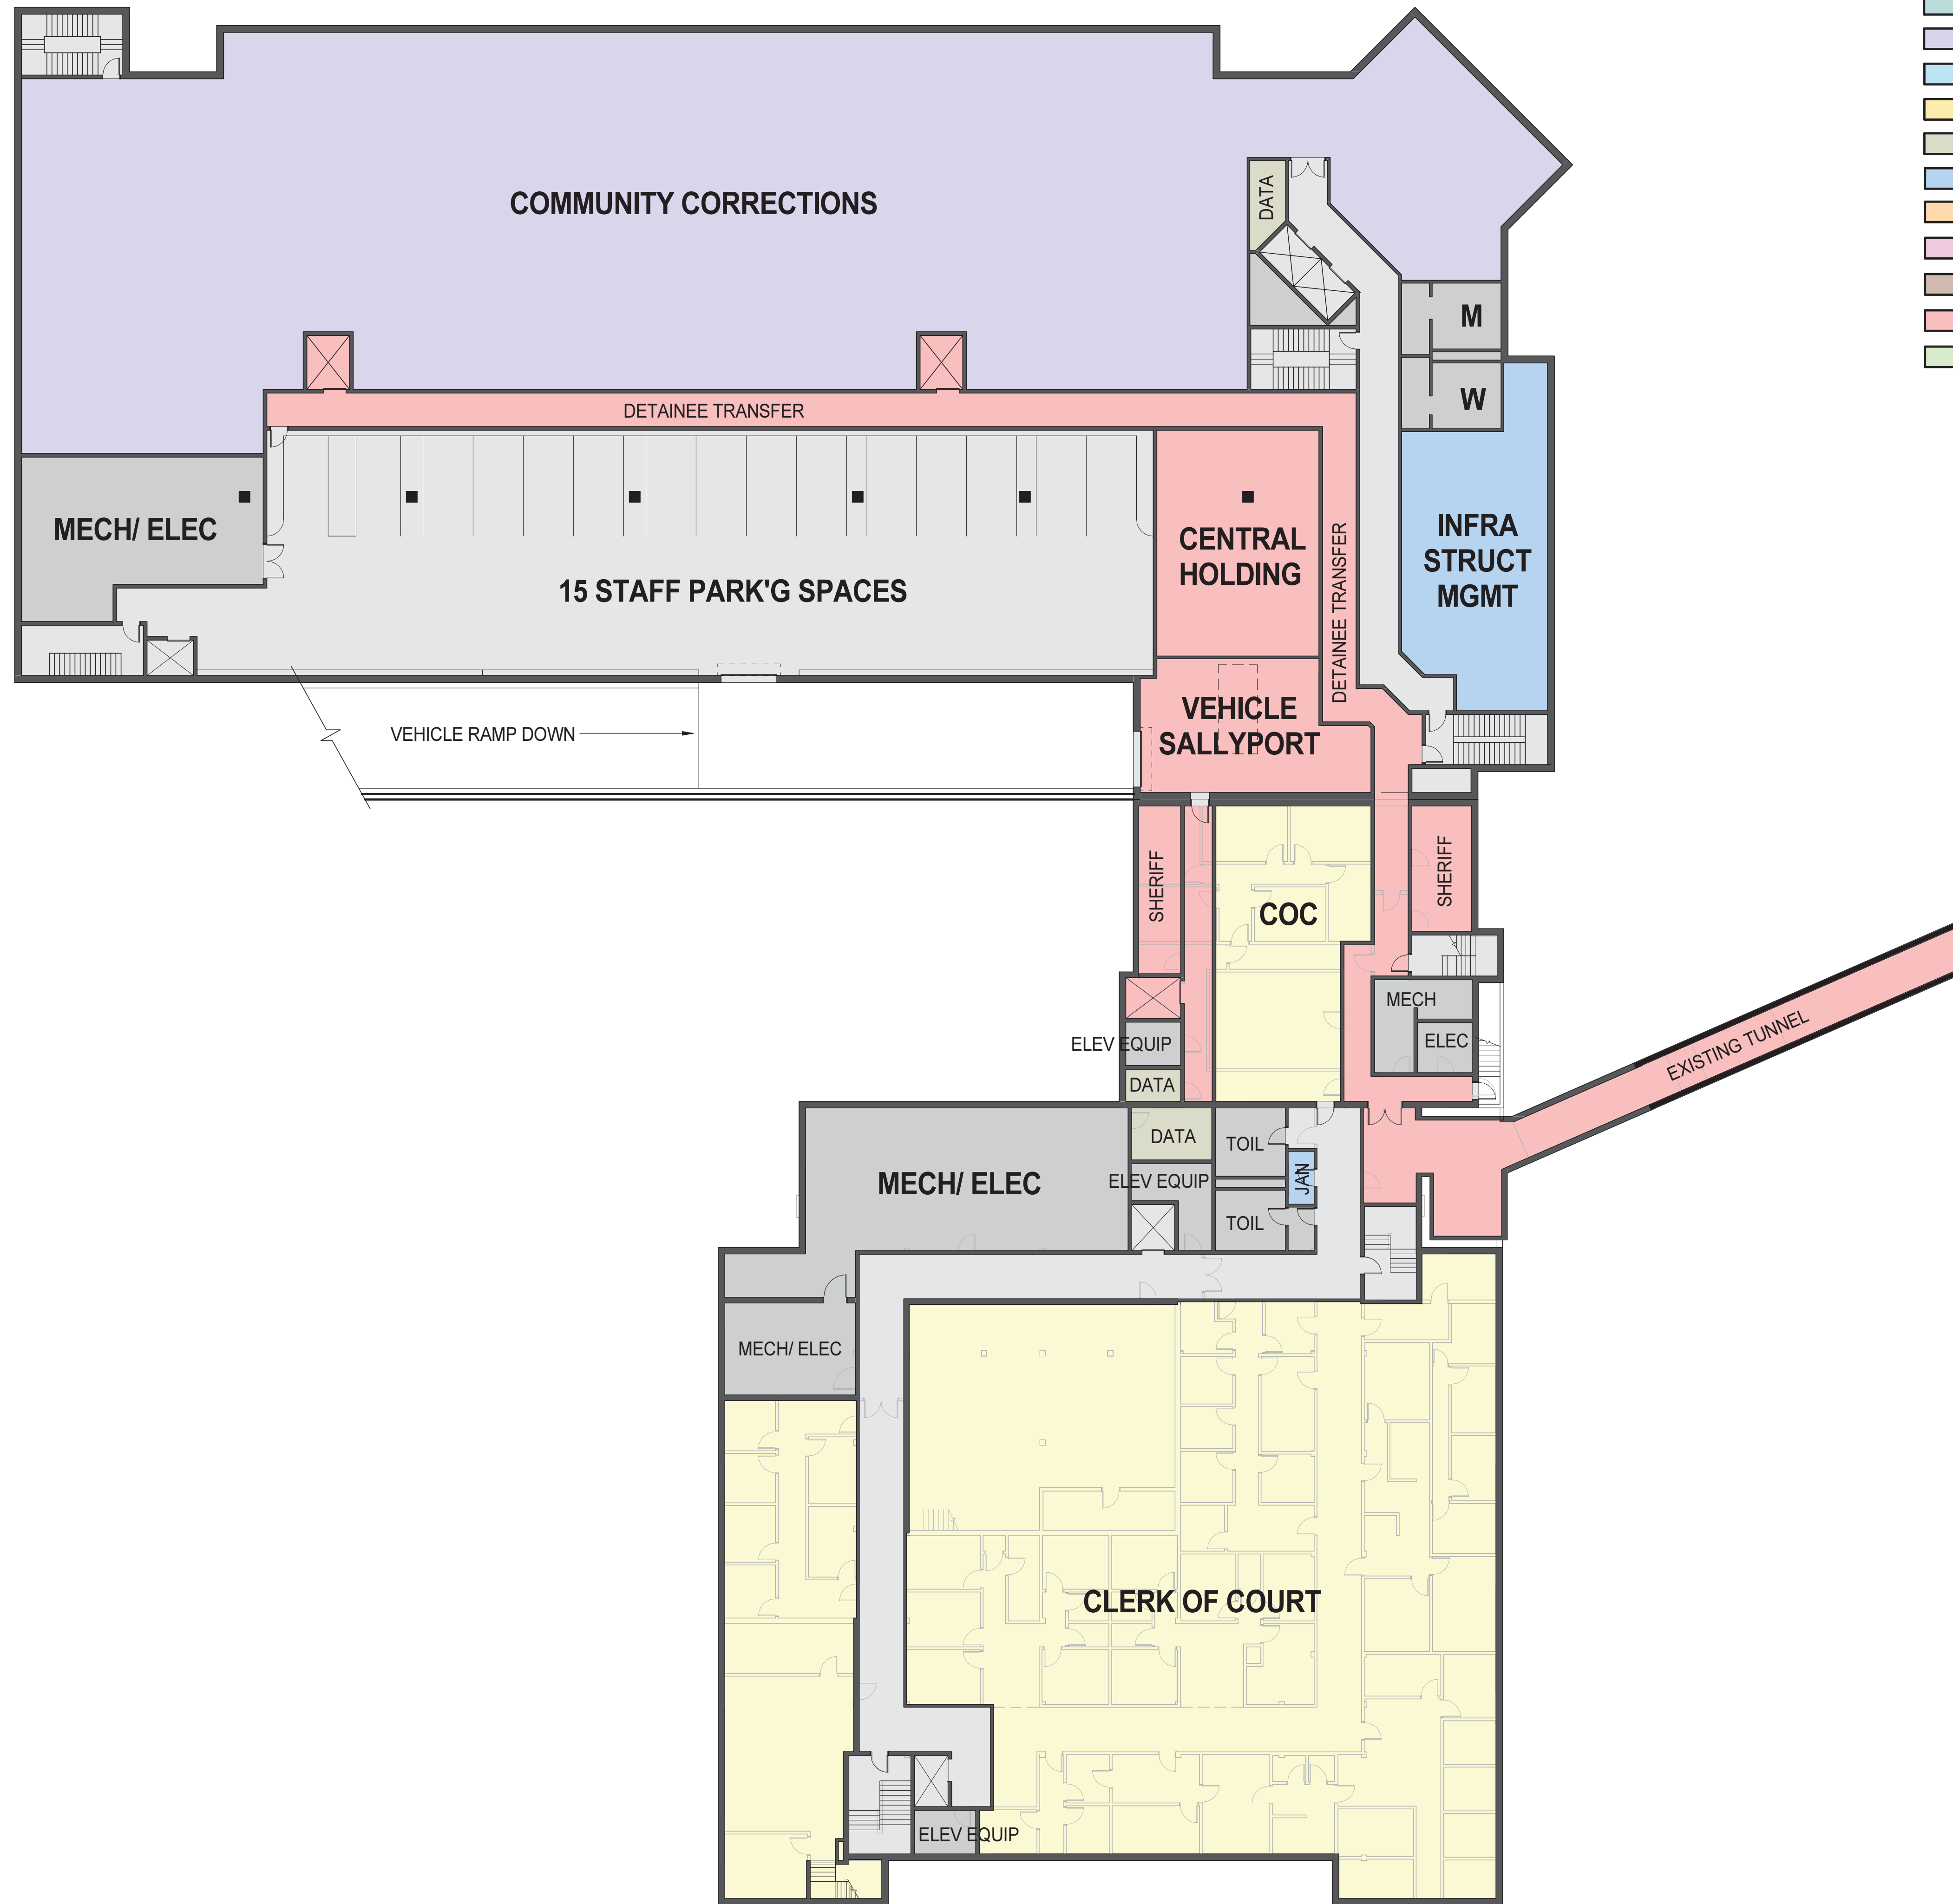 COMMUNITY CORRECTIONS
DATA
M
W
DETAINEE TRANSFER
MECH/ ELEC
15 STAFF PARK'G SPACES
CENTRAL
HOLDING
DETAINEE TRANSFER
INFRA
STRUCT
MGMT
VEHICLE RAMP DOWN
VEHICLE
SALLYPORT
SHERIFF
COC
SHERIFF
MECH
ELEC
ELEV EQUIP
DATA
EXISTING TUNNEL
MECH/ ELEC
DATA
ELEV EQUIP
TOIL
JAN
TOIL
MECH/ ELEC
CLERK OF COURT
ELEV EQUIP